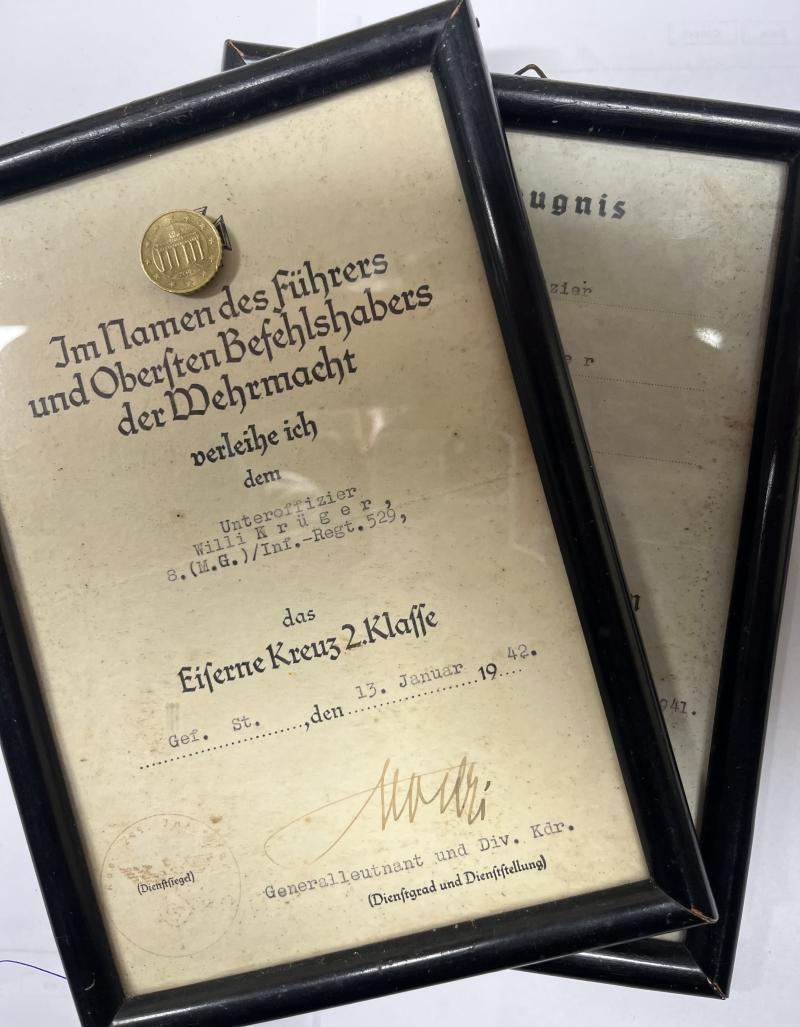 Im Namen des Führers
und Obersten Befehlshabers
der Wehrmacht
verleihe ich
dem
Unteroffizier
Willi K r ü g e r ,
8.(M.G.)/Inf.-Regt.529,
das
Eiserne Kreuz 2.Klasse
Gef. St. ,den 13. Januar 19 42.
Generalleutnant und Div. Kdr.
(Dienstgrad und Dienststellung)
(Dienstsiegel)
ugnis
zier
e r
n
941.